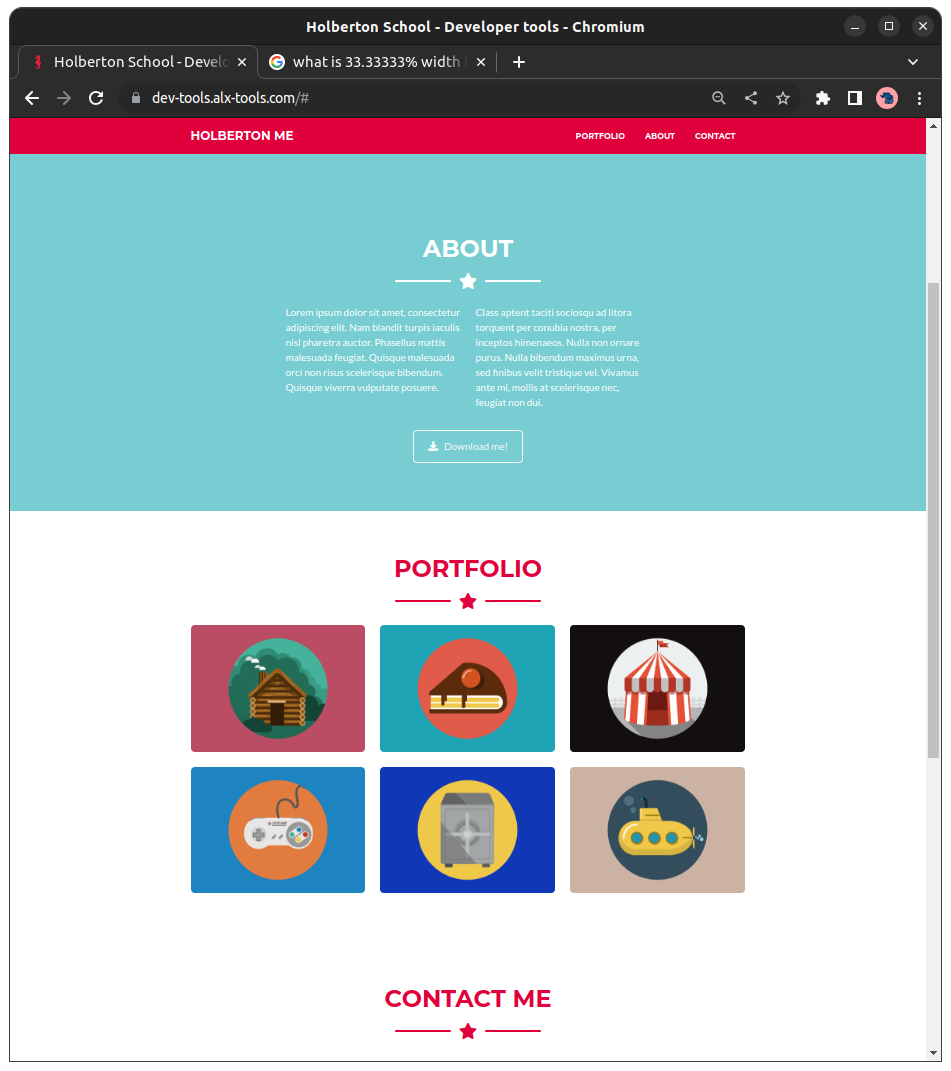 Holberton School - Developer tools - Chromium
Holberton School - Develo
what is 33.33333% width i
dev-tools.alx-tools.com/#
HOLBERTON ME
PORTFOLIO ABOUT CONTACT
ABOUT
Lorem ipsum dolor sit amet, consectetur
adipiscing elit. Nam blandit turpis iaculis
nisl pharetra auctor. Phasellus mattis
malesuada feugiat. Quisque malesuada
orci non risus scelerisque bibendum.
Quisque viverra vulputate posuere.
Class aptent taciti sociosqu ad litora
torquent per conubia nostra, per
inceptos himenaeos. Nulla non ornare
purus. Nulla bibendum maximus urna,
sed finibus velit tristique vel. Vivamus
ante mi, mollis at scelerisque nec,
feugiat non dui.
Download me!
PORTFOLIO
CONTACT ME